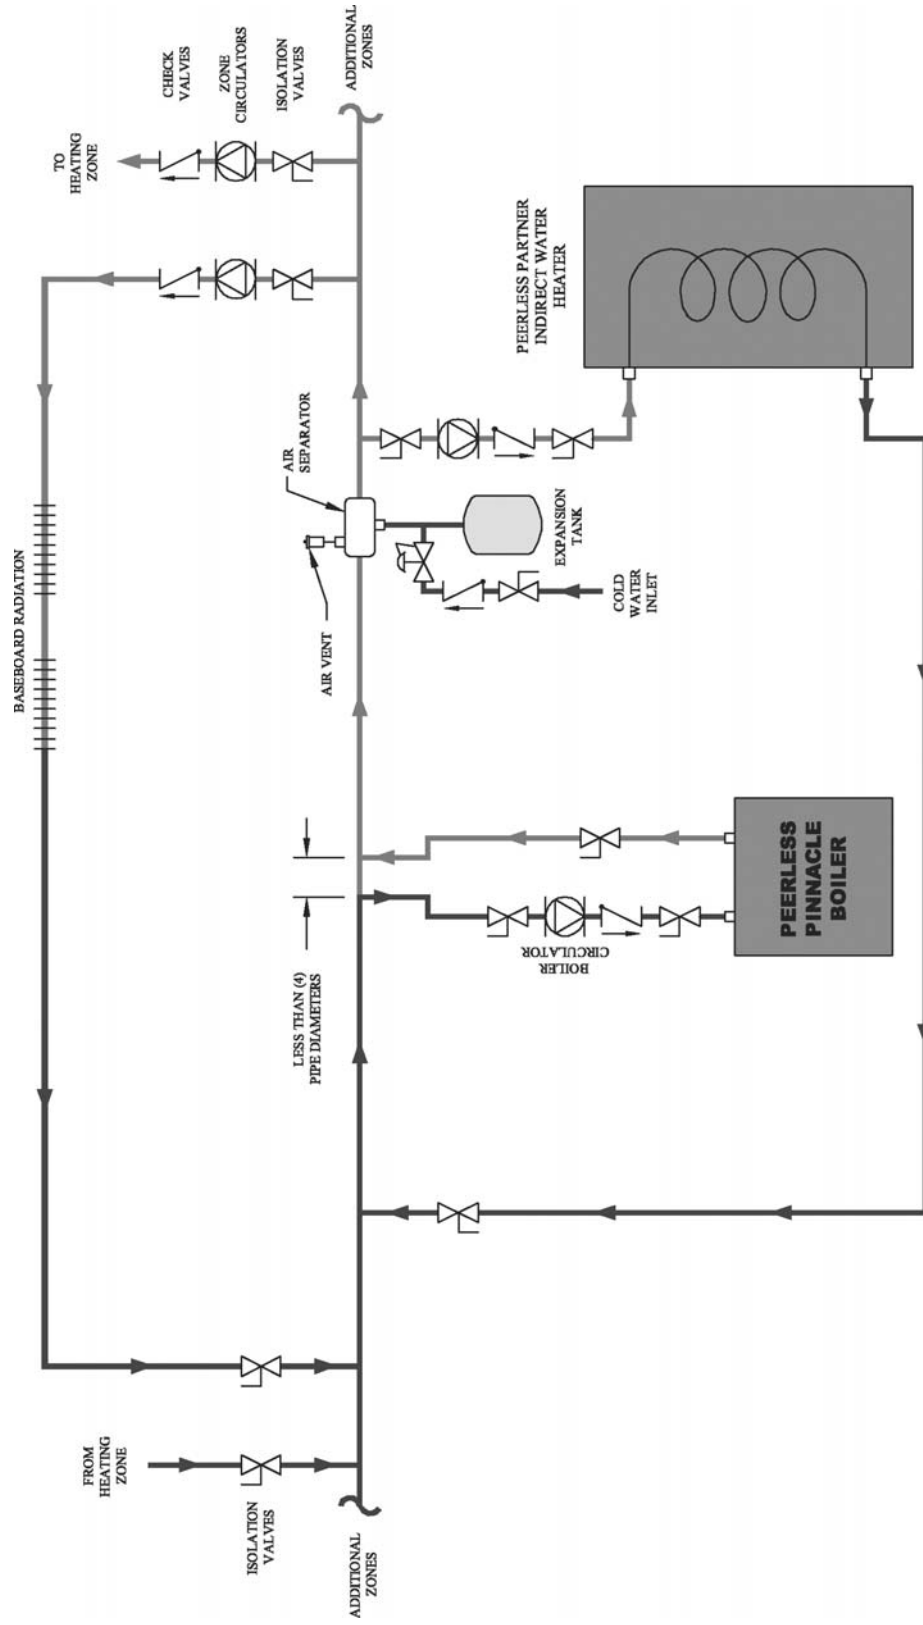 CHECK
VALVES
ZONE
CIRCULATORS
ISOLATION
VALVES
ADDITIONAL
ZONES
TO
HEATING
ZONE
PEERLESS PARTNER
INDIRECT WATER
HEATER
AIR
SEPARATOR
BASEBOARD RADIATION
AIR VENT
EXPANSION
TANK
COLD
WATER
INLET
LESS THAN (4)
PIPE DIAMETERS
BOILER
CIRCULATOR
PEERLESS
PINNACLE
BOILER
FROM
HEATING
ZONE
ISOLATION
VALVES
ADDITIONAL
ZONES